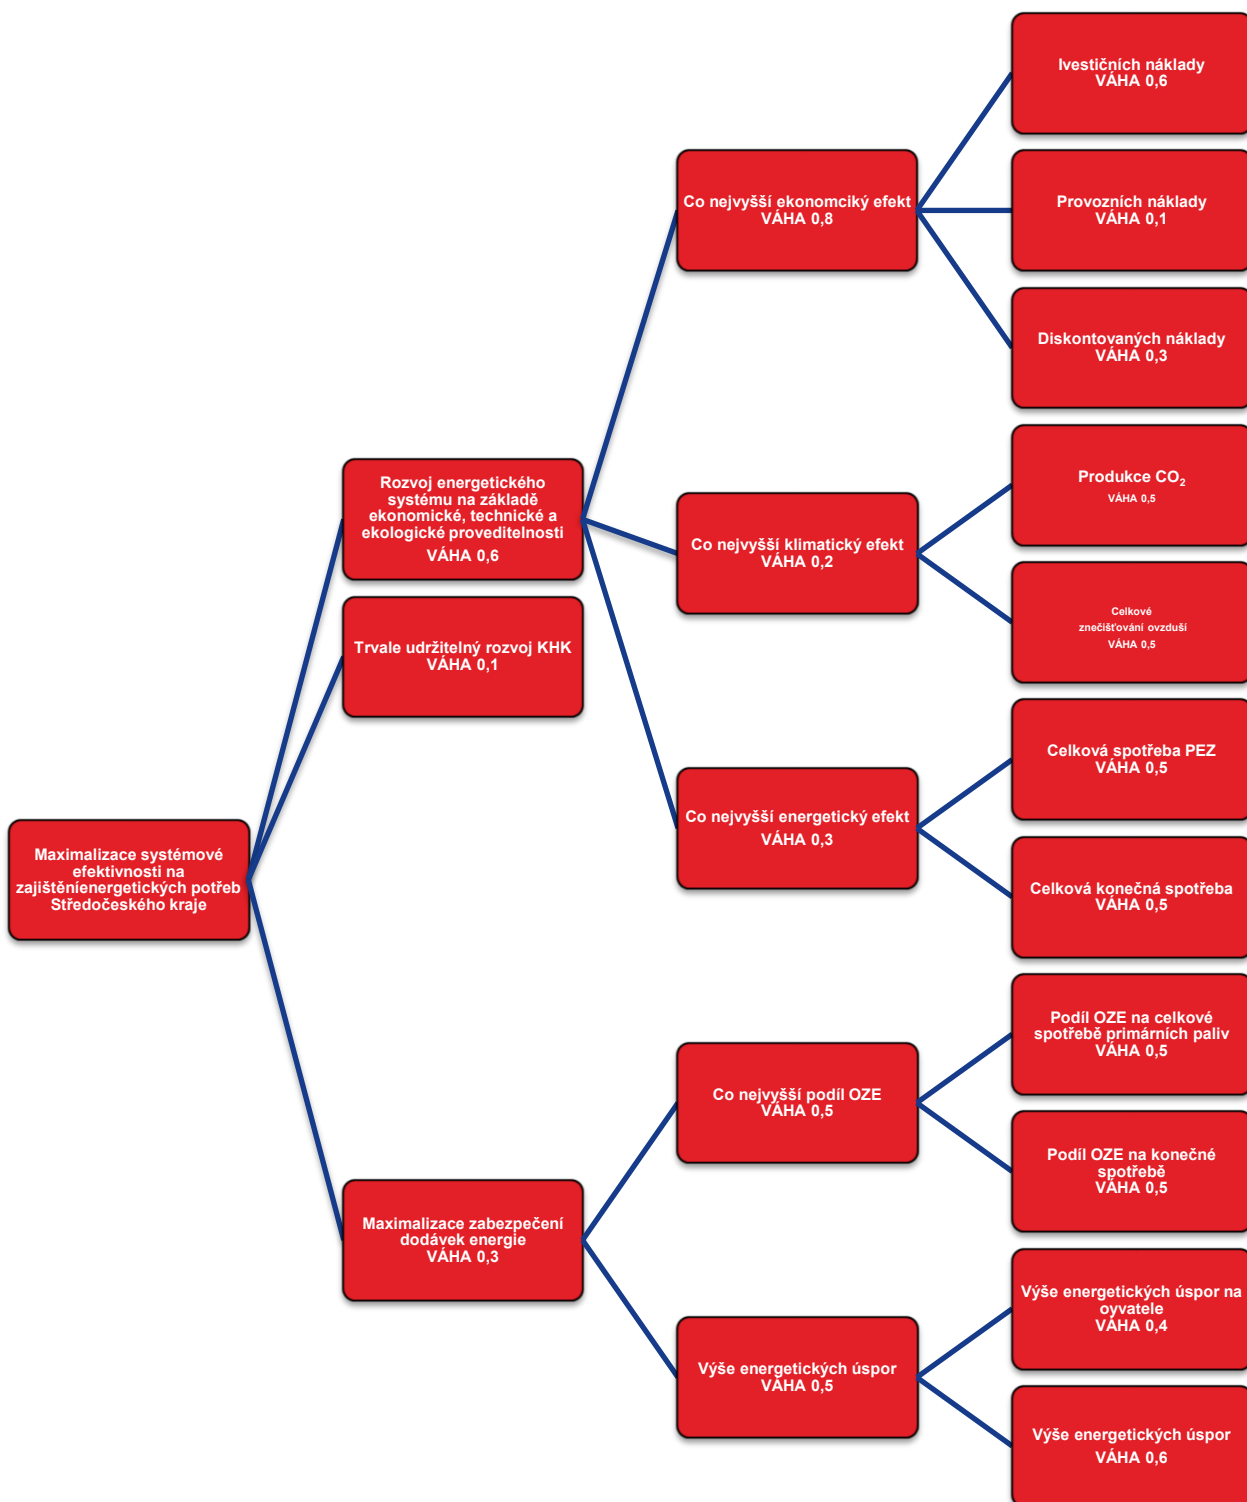 Maximalizace systémové
efektivnosti na
zajištěníenergetických potřeb
Středočeského kraje
Rozvoj energetického
systému na základě
ekonomické, technické a
ekologické proveditelnosti
VÁHA 0,6
Trvale udržitelný rozvoj KHK
VÁHA 0,1
Maximalizace zabezpečení
dodávek energie
VÁHA 0,3
Co nejvyšší ekonomciký efekt
VÁHA 0,8
Co nejvyšší klimatický efekt
VÁHA 0,2
Co nejvyšší energetický efekt
VÁHA 0,3
Co nejvyšší podíl OZE
VÁHA 0,5
Výše energetických úspor
VÁHA 0,5
Ivestičních náklady
VÁHA 0,6
Provozních náklady
VÁHA 0,1
Diskontovaných náklady
VÁHA 0,3
Produkce CO₂
VÁHA 0,5
Celkové
znečišťování ovzduší
VÁHA 0,5
Celková spotřeba PEZ
VÁHA 0,5
Celková konečná spotřeba
VÁHA 0,5
Podíl OZE na celkové
spotřebě primárních paliv
VÁHA 0,5
Podíl OZE na konečné
spotřebě
VÁHA 0,5
Výše energetických úspor na
oyvatele
VÁHA 0,4
Výše energetických úspor
VÁHA 0,6